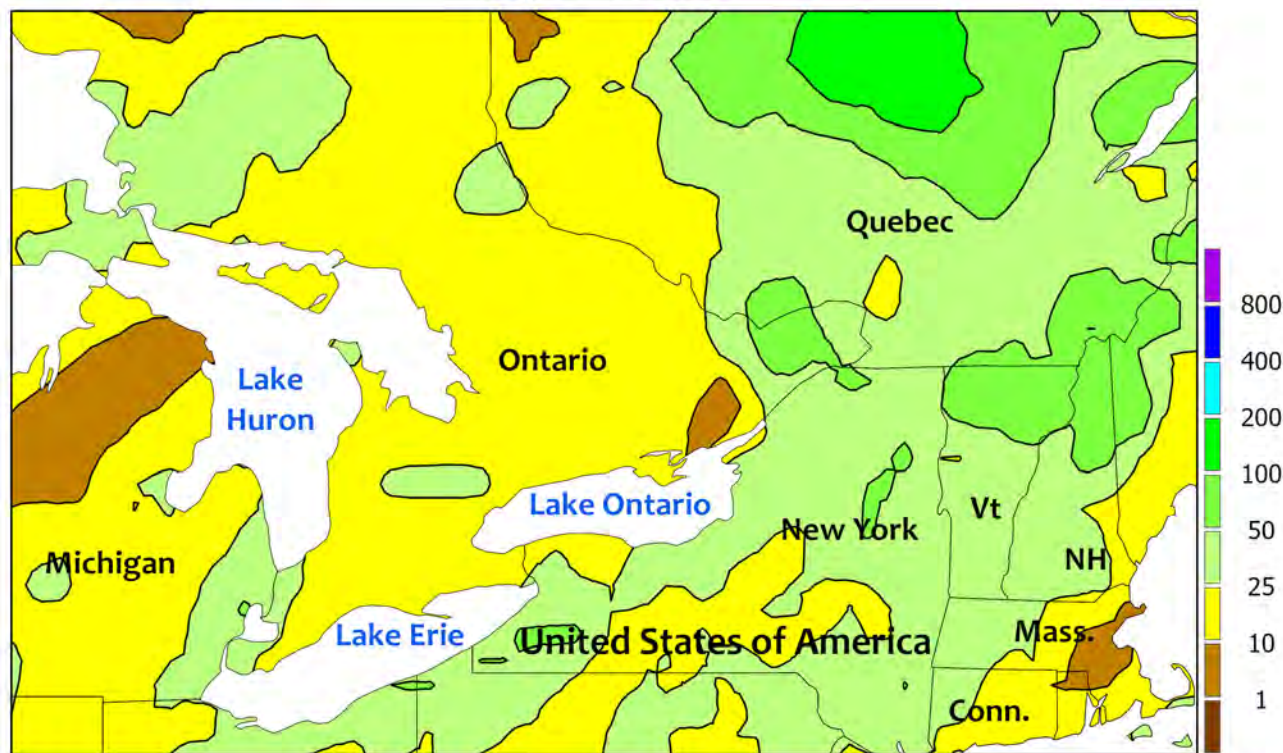 Quebec
800
Ontario
400
Lake
Huron
200
100
Lake Ontario
Vt
New York
50
Michigan
NH
25
Lake Erie
United States of America
Mass.
10
Conn.
1